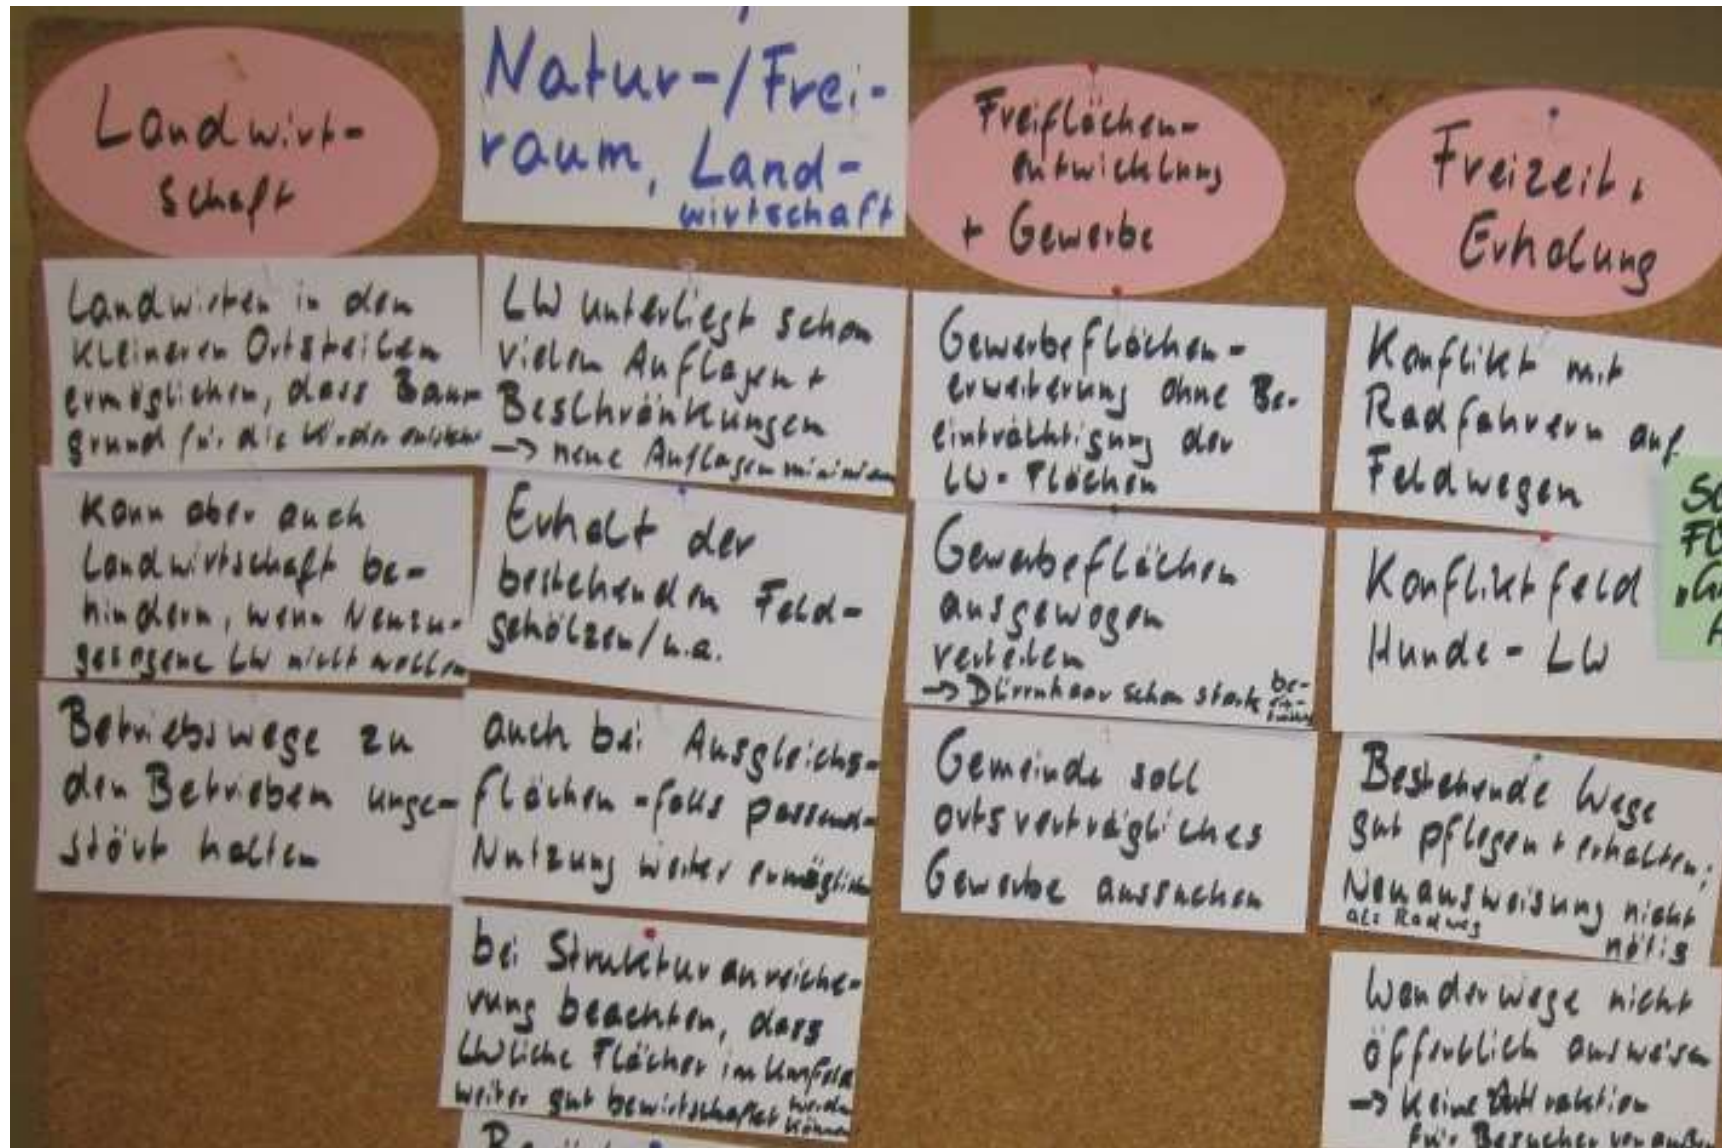 Natur-/Frei-
raum, Land-
wirtschaft
Landwirt-
schaft
Landwirten in den
kleineren Ortsteilen
ermöglichen, dass Bau-
grund für die Kinder entsteht
Kann aber auch
Landwirtschaft be-
hindern, wenn Neuzu-
gezogene LW nicht wollen
Betriebswege zu
den Betrieben unge-
stört halten
LW unterliegt schon
vielen Auflagen +
Beschränkungen
→ neue Auflagen minimieren
Erhalt der
bestehenden Feld-
gehölzen/u.a.
auch bei Ausgleichs-
flächen - falls passend -
Nutzung weiter ermöglichen
bei Strukturanreiche-
rung beachten, dass
LWliche Flächen im Umfeld
weiter gut bewirtschaftet werden
können
Freiflächen-
entwicklung
+ Gewerbe
Gewerbeflächen-
erweiterung ohne Be-
einträchtigung der
LW-Flächen
Gewerbeflächen
ausgewogen
verteilen
→ Dürrnhaar schon stark be-
Gemeinde soll
ortsverträgliches
Gewerbe aussuchen
Freizeit,
Erholung
Konflikt mit
Radfahrern auf
Feldwegen
Konfliktfeld
Hunde - LW
Bestehende Wege
gut pflegen + erhalten;
Neuausweisung nicht
als Radweg nötig
Wanderwege nicht
öffentlich ausweisen
→ keine Attraktion
für Besucher von außen